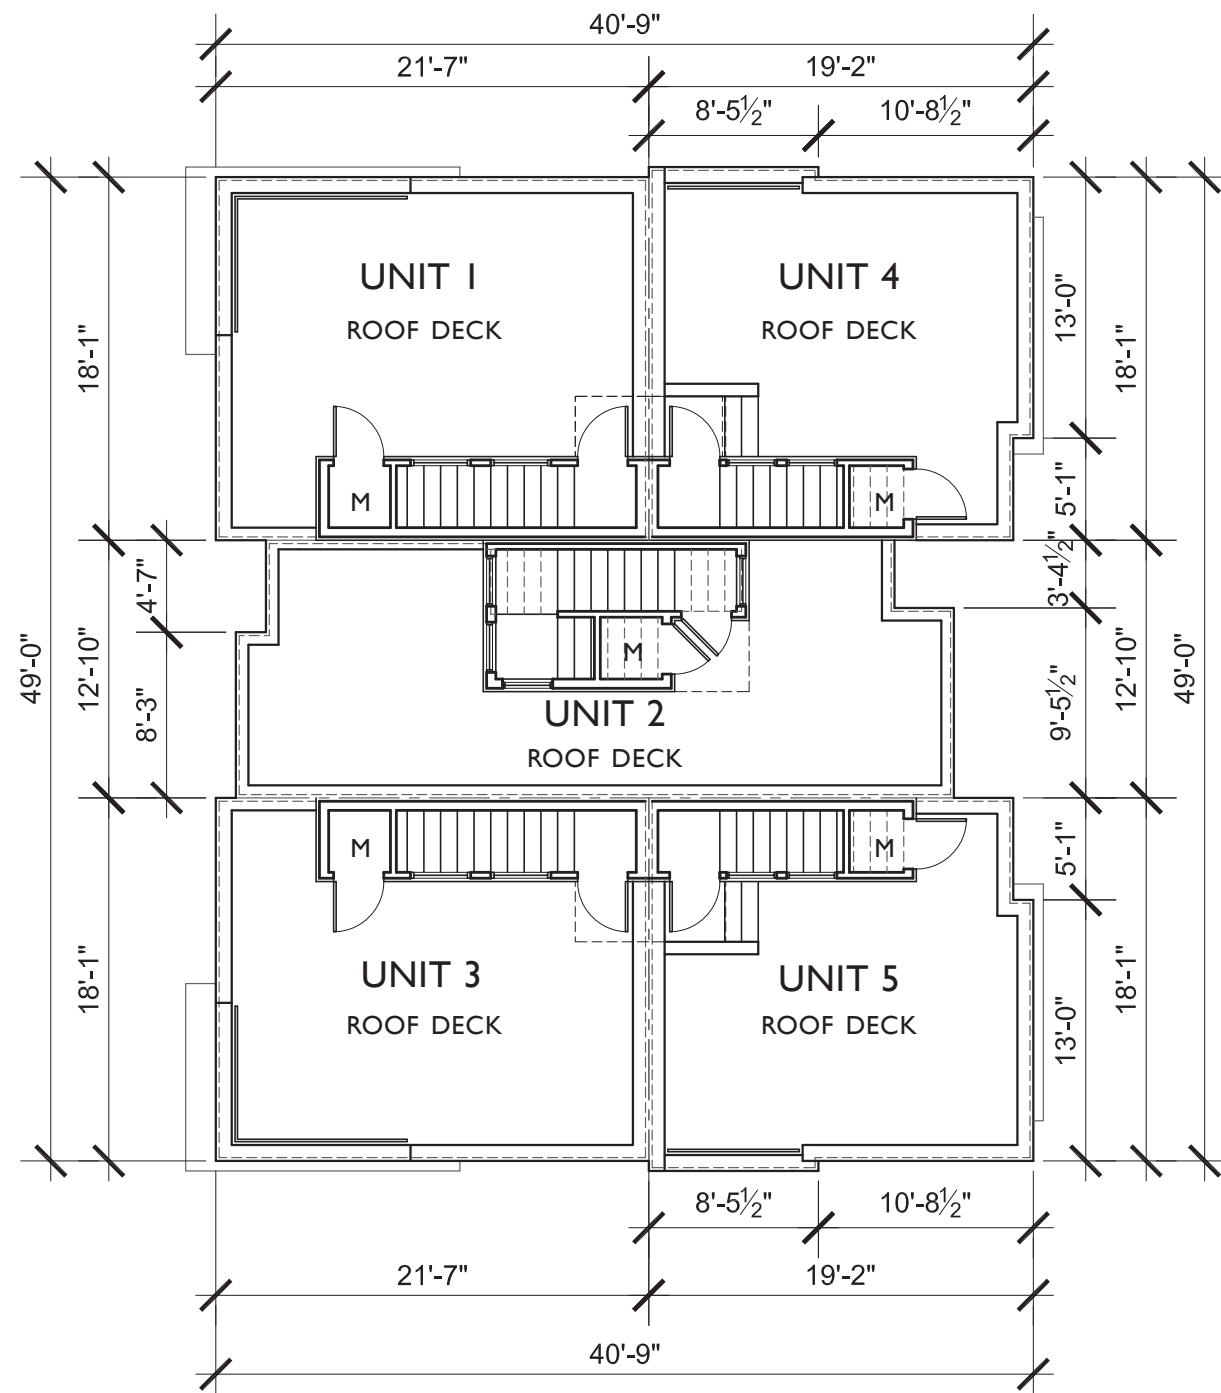 40'-9"
21'-7"
19'-2"
8'-5½"
10'-8½"
UNIT 1
ROOF DECK
UNIT 4
ROOF DECK
13'-0"
18'-1"
18'-1"
M
M
5'-1"
4'-7"
3'-4½"
49'-0"
12'-10"
8'-3"
M
UNIT 2
ROOF DECK
9'-5½"
12'-10"
49'-0"
M
M
5'-1"
18'-1"
UNIT 3
ROOF DECK
UNIT 5
ROOF DECK
13'-0"
18'-1"
8'-5½"
10'-8½"
21'-7"
19'-2"
40'-9"